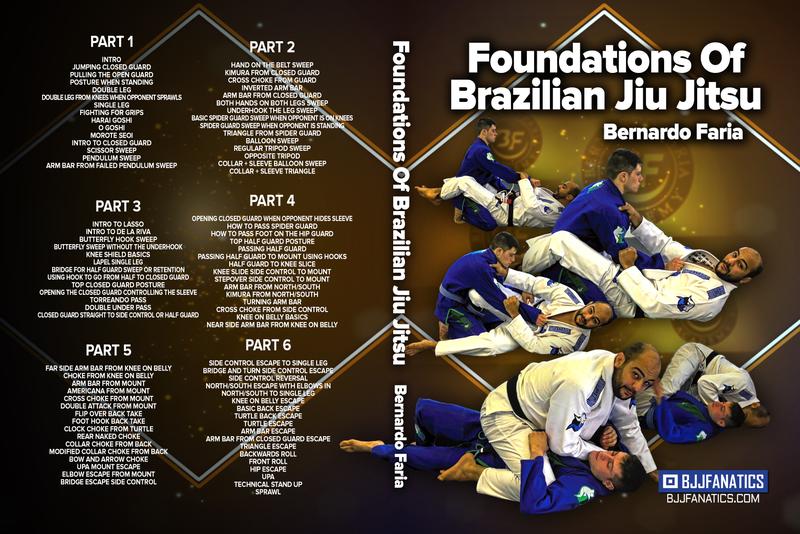 PART 1
INTRO
JUMPING CLOSED GUARD
PULLING THE OPEN GUARD
POSTURE WHEN STANDING
DOUBLE LEG
DOUBLE LEG FROM KNEES WHEN OPPONENT SPRAWLS
SINGLE LEG
FIGHTING FOR GRIPS
HARAI GOSHI
O GOSHI
MOROTE SEOI
INTRO TO CLOSED GUARD
SCISSOR SWEEP
PENDULUM SWEEP
ARM BAR FROM FAILED PENDULUM SWEEP
PART 2
HAND ON THE BELT SWEEP
KIMURA FROM CLOSED GUARD
CROSS CHOKE FROM GUARD
INVERTED ARM BAR
ARM BAR FROM CLOSED GUARD
BOTH HANDS ON BOTH LEGS SWEEP
UNDERHOOK THE LEG SWEEP
BASIC SPIDER GUARD SWEEP WHEN OPPONENT IS ON KNEES
SPIDER GUARD SWEEP WHEN OPPONENT IS STANDING
TRIANGLE FROM SPIDER GUARD
BALLOON SWEEP
REGULAR TRIPOD SWEEP
OPPOSITE TRIPOD
COLLAR + SLEEVE BALLOON SWEEP
COLLAR + SLEEVE TRIANGLE
PART 3
INTRO TO LASSO
INTRO TO DE LA RIVA
BUTTERFLY HOOK SWEEP
BUTTERFLY SWEEP WITHOUT THE UNDERHOOK
KNEE SHIELD BASICS
LAPEL SINGLE LEG
BRIDGE FOR HALF GUARD SWEEP OR RETENTION
USING HOOK TO GO FROM HALF TO CLOSED GUARD
TOP CLOSED GUARD POSTURE
OPENING THE CLOSED GUARD CONTROLLING THE SLEEVE
TORREANDO PASS
DOUBLE UNDER PASS
CLOSED GUARD STRAIGHT TO SIDE CONTROL OR HALF GUARD
PART 4
OPENING CLOSED GUARD WHEN OPPONENT HIDES SLEEVE
HOW TO PASS SPIDER GUARD
HOW TO PASS FOOT ON THE HIP GUARD
TOP HALF GUARD POSTURE
PASSING HALF GUARD
PASSING HALF GUARD TO MOUNT USING HOOKS
HALF GUARD TO KNEE SLICE
KNEE SLIDE SIDE CONTROL TO MOUNT
STEPOVER SIDE CONTROL TO MOUNT
ARM BAR FROM NORTH/SOUTH
KIMURA FROM NORTH/SOUTH
TURNING ARM BAR
CROSS CHOKE FROM SIDE CONTROL
KNEE ON BELLY BASICS
NEAR SIDE ARM BAR FROM KNEE ON BELLY
PART 5
FAR SIDE ARM BAR FROM KNEE ON BELLY
CHOKE FROM KNEE ON BELLY
ARM BAR FROM MOUNT
AMERICANA FROM MOUNT
CROSS CHOKE FROM MOUNT
DOUBLE ATTACK FROM MOUNT
FLIP OVER BACK TAKE
FOOT HOOK BACK TAKE
CLOCK CHOKE FROM TURTLE
REAR NAKED CHOKE
COLLAR CHOKE FROM BACK
MODIFIED COLLAR CHOKE FROM BACK
BOW AND ARROW CHOKE
UPA MOUNT ESCAPE
ELBOW ESCAPE FROM MOUNT
BRIDGE ESCAPE SIDE CONTROL
PART 6
SIDE CONTROL ESCAPE TO SINGLE LEG
BRIDGE AND TURN SIDE CONTROL ESCAPE
SIDE CONTROL REVERSAL
NORTH/SOUTH ESCAPE WITH ELBOWS IN
NORTH/SOUTH TO SINGLE LEG
KNEE ON BELLY ESCAPE
BASIC BACK ESCAPE
TURTLE BACK ESCAPE
TURTLE ESCAPE
ARM BAR ESCAPE
ARM BAR FROM CLOSED GUARD ESCAPE
TRIANGLE ESCAPE
BACKWARDS ROLL
FRONT ROLL
HIP ESCAPE
UPA
TECHNICAL STAND UP
SPRAWL
Foundations Of Brazilian Jiu Jitsu Bernardo Faria
Foundations Of
Brazilian Jiu Jitsu
Bernardo Faria
BJJFANATICS
BJJFANATICS.COM